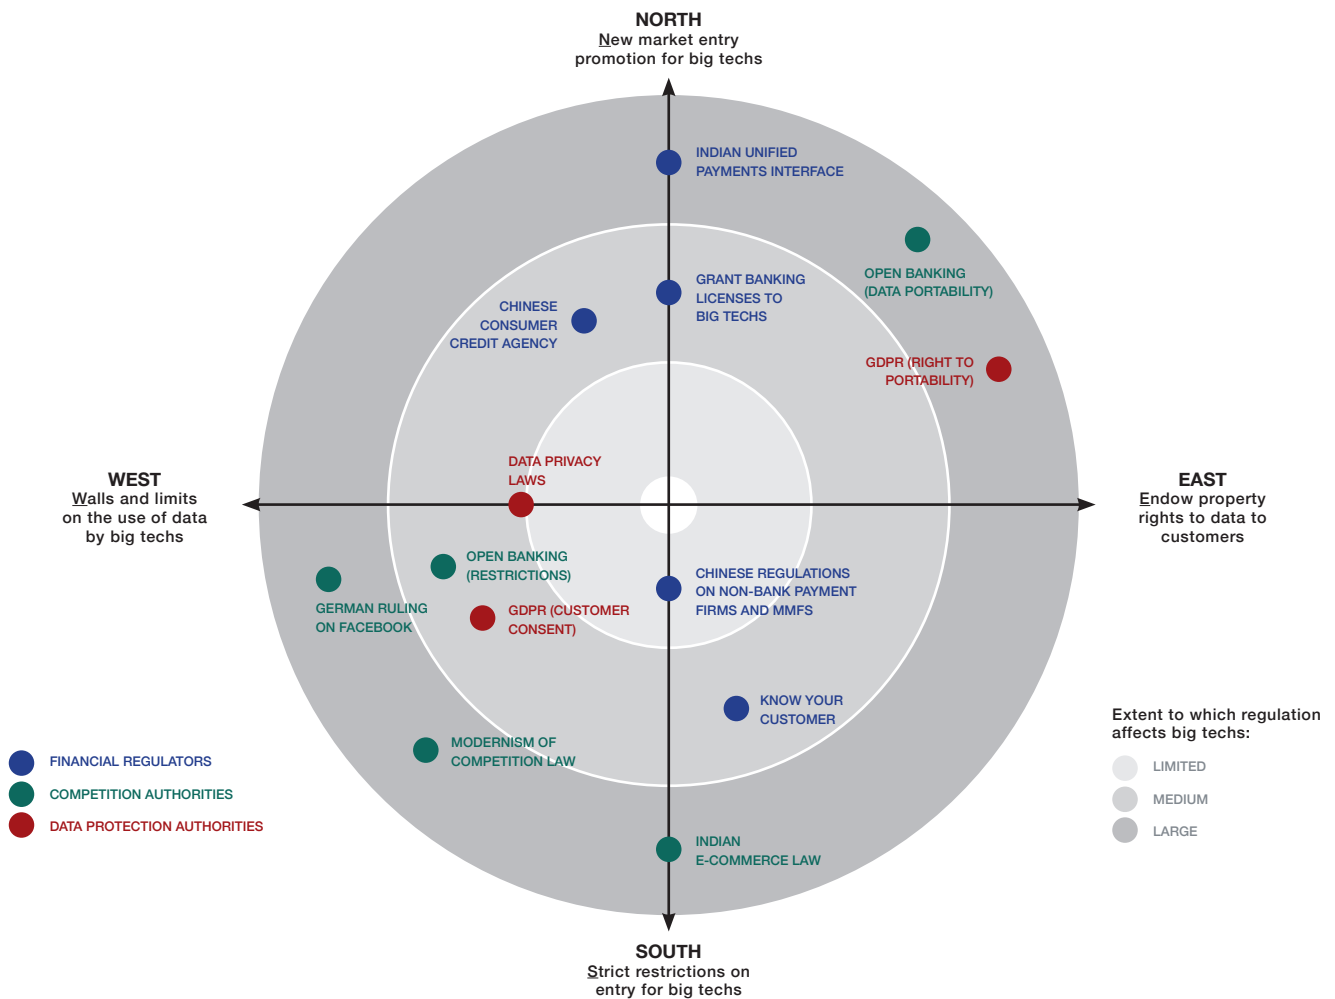 NORTH
New market entry
promotion for big techs
INDIAN UNIFIED
PAYMENTS INTERFACE
OPEN BANKING
(DATA PORTABILITY)
GRANT BANKING
LICENSES TO
BIG TECHS
CHINESE
CONSUMER
CREDIT AGENCY
GDPR (RIGHT TO
PORTABILITY)
DATA PRIVACY
LAWS
WEST
Walls and limits
on the use of data
by big techs
EAST
Endow property
rights to data to
customers
OPEN BANKING
(RESTRICTIONS)
CHINESE REGULATIONS
ON NON-BANK PAYMENT
FIRMS AND MMFS
GERMAN RULING
ON FACEBOOK
GDPR (CUSTOMER
CONSENT)
KNOW YOUR
CUSTOMER
MODERNISM OF
COMPETITION LAW
INDIAN
E-COMMERCE LAW
FINANCIAL REGULATORS
COMPETITION AUTHORITIES
DATA PROTECTION AUTHORITIES
Extent to which regulation
affects big techs:
LIMITED
MEDIUM
LARGE
SOUTH
Strict restrictions on
entry for big techs